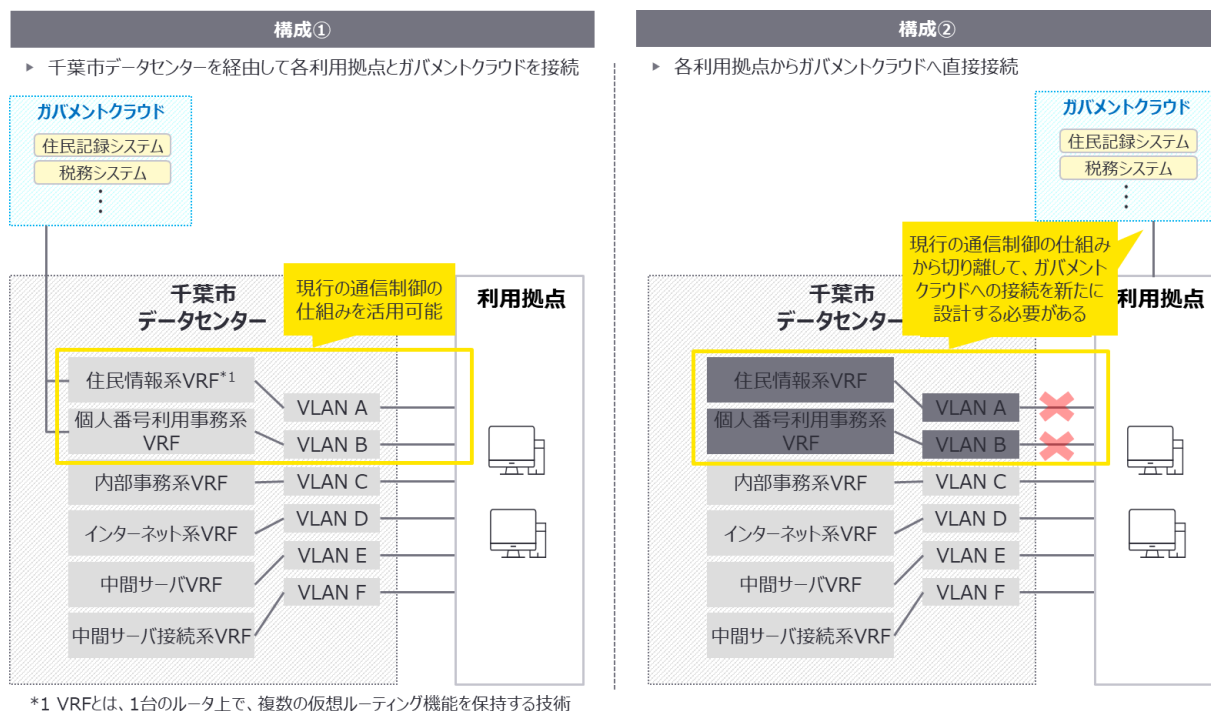 構成①
▶ 千葉市データセンターを経由して各利用拠点とガバメントクラウドを接続
ガバメントクラウド
住民記録システム
税務システム
⋮
千葉市
データセンター
現行の通信制御の
仕組みを活用可能
利用拠点
住民情報系VRF*1
個人番号利用事務系
VRF
内部事務系VRF
インターネット系VRF
中間サーバVRF
中間サーバ接続系VRF
VLAN A
VLAN B
VLAN C
VLAN D
VLAN E
VLAN F
*1 VRFとは、1台のルータ上で、複数の仮想ルーティング機能を保持する技術
構成②
▶ 各利用拠点からガバメントクラウドへ直接接続
ガバメントクラウド
住民記録システム
税務システム
⋮
現行の通信制御の仕組み
から切り離して、ガバメント
クラウドへの接続を新たに
設計する必要がある
千葉市
データセンター
利用拠点
住民情報系VRF
個人番号利用事務系
VRF
内部事務系VRF
インターネット系VRF
中間サーバVRF
中間サーバ接続系VRF
VLAN A
VLAN B
VLAN C
VLAN D
VLAN E
VLAN F